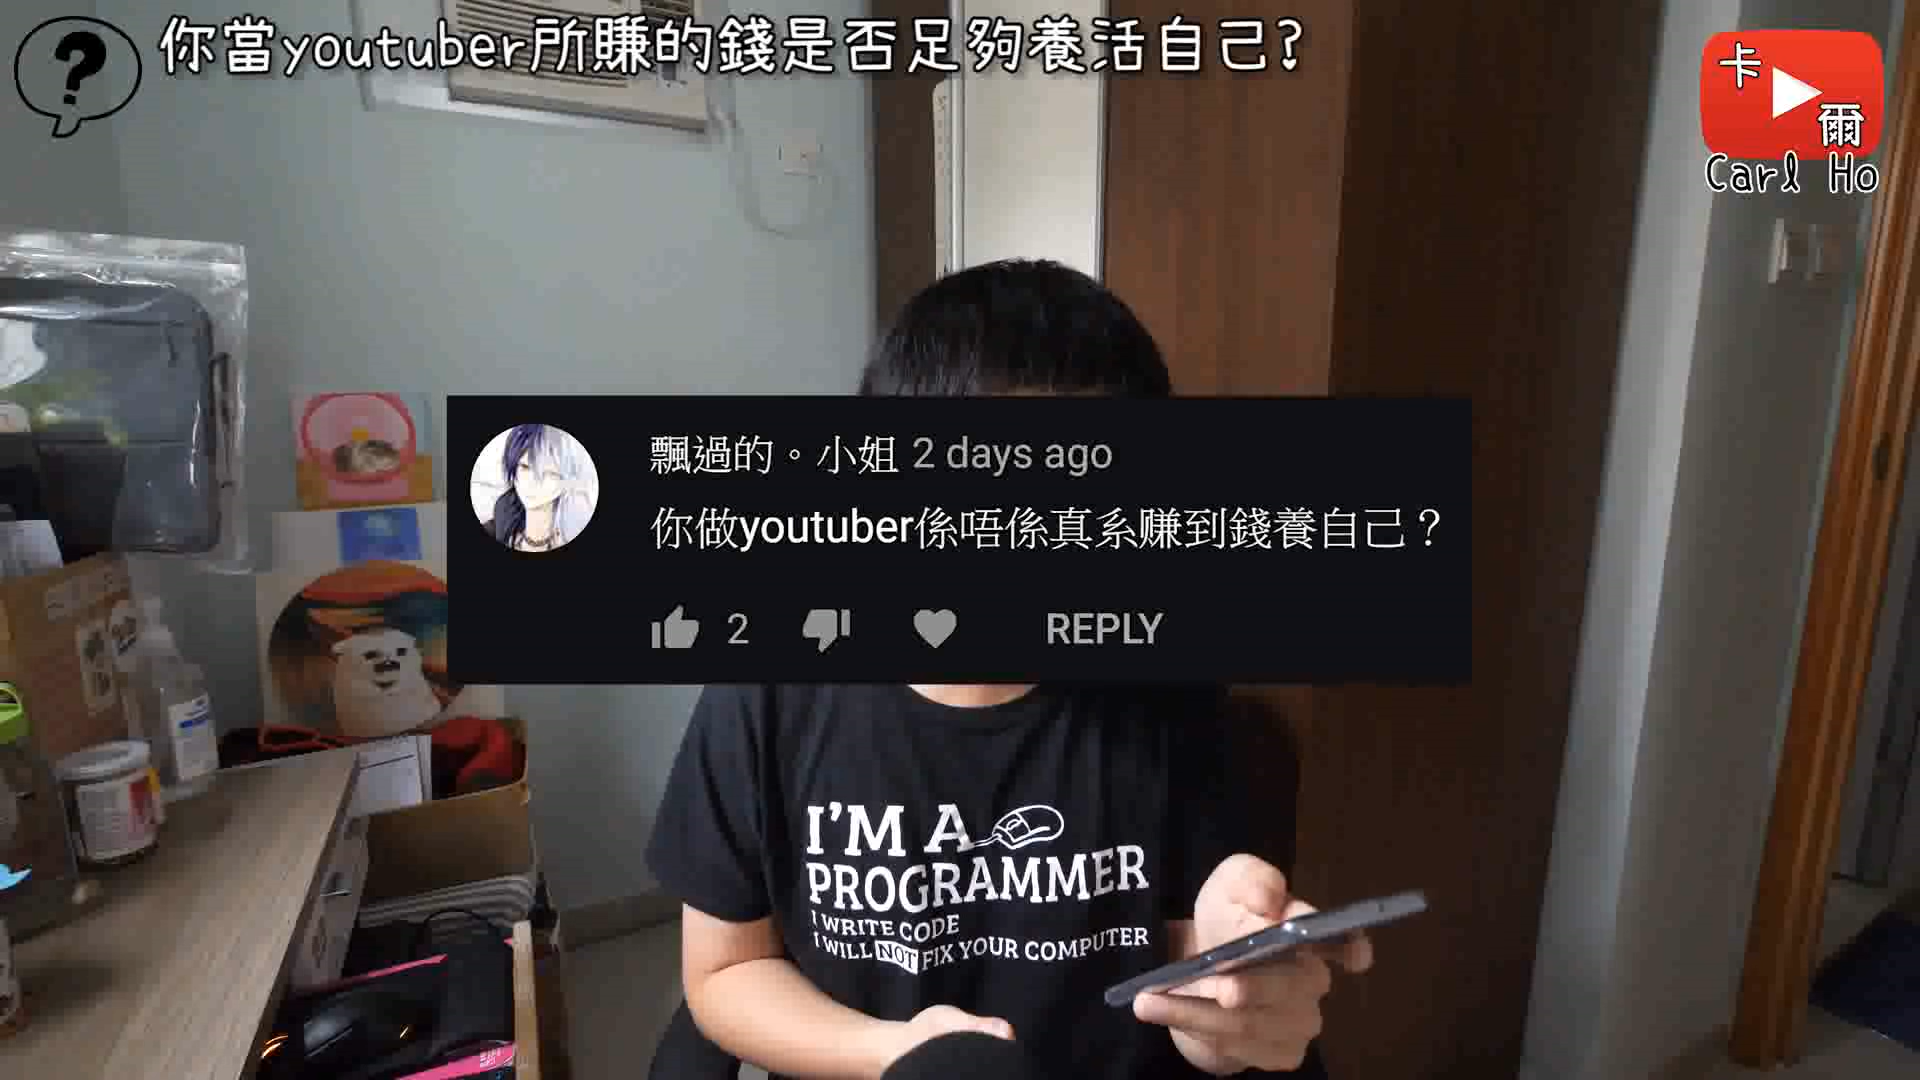 你當youtuber所賺的錢是否足夠養活自己?
卡
爾
Carl Ho
飄過的。小姐 2 days ago
你做youtuber係唔係真系赚到錢養自己？
2
REPLY
I'M A
PROGRAMMER
I WRITE CODE
I WILL NOT FIX YOUR COMPUTER